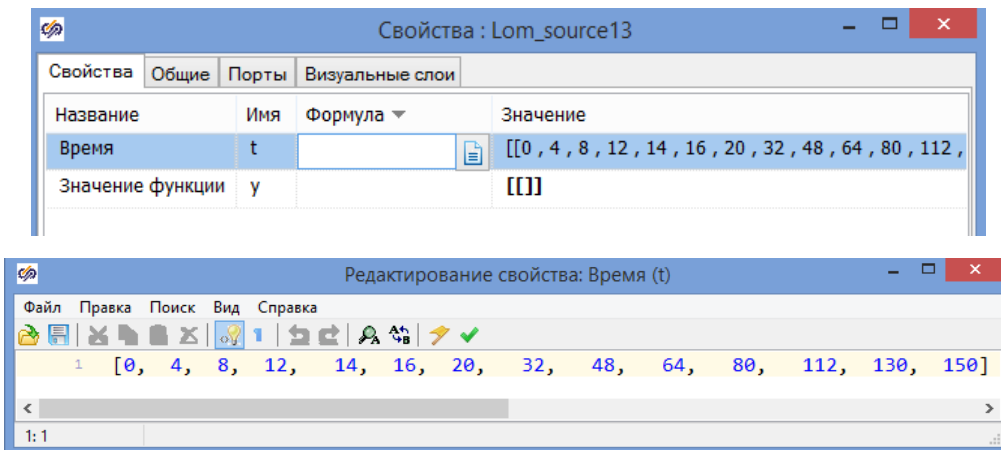 Свойства : Lom_source13
Свойства Общие Порты Визуальные слои
Название Имя Формула Значение
Время t [[0 , 4 , 8 , 12 , 14 , 16 , 20 , 32 , 48 , 64 , 80 , 112 ,
Значение функции y [[]]
Редактирование свойства: Время (t)
Файл Правка Поиск Вид Справка
1 [0, 4, 8, 12, 14, 16, 20, 32, 48, 64, 80, 112, 130, 150]
1: 1